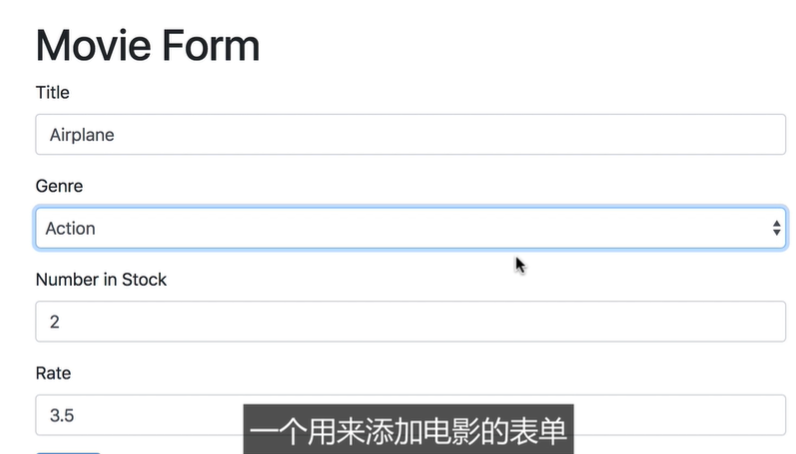 Movie Form
Title
Airplane
Genre
Action
Number in Stock
2
Rate
3.5
一个用来添加电影的表单